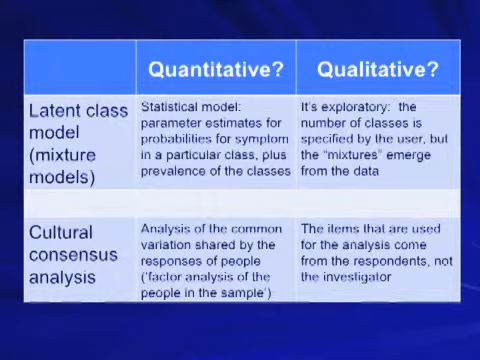 Quantitative?
Qualitative?
Latent class
model
(mixture
models)
Statistical model:
parameter estimates for
probabilities for symptom
in a particular class, plus
prevalence of the classes
It's exploratory: the
number of classes is
specified by the user, but
the "mixtures" emerge
from the data
Cultural
consensus
analysis
Analysis of the common
variation shared by the
responses of people
('factor analysis of the
people in the sample')
The items that are used
for the analysis come
from the respondents, not
the investigator